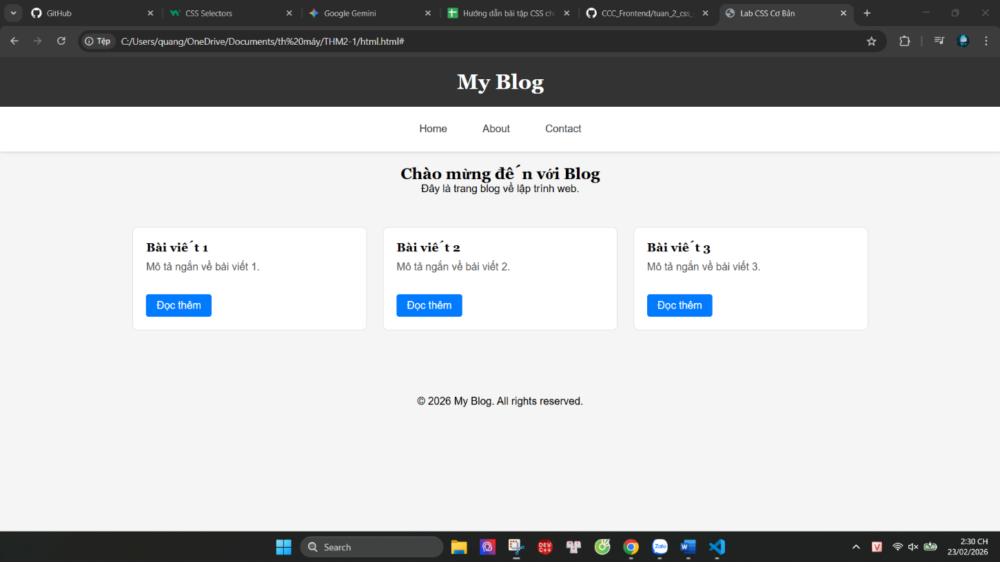 GitHub
CSS Selectors
Google Gemini
Hướng dẫn bài tập CSS chi
CCC_Frontend/tuan_2_css_
Lab CSS Cơ Bản
Tệp
C:/Users/quang/OneDrive/Documents/th%20máy/THM2-1/html.html#
My Blog
Home About Contact
Chào mừng đến với Blog
Đây là trang blog về lập trình web.
Bài viết 1 Bài viết 2 Bài viết 3
Mô tả ngắn về bài viết 1. Mô tả ngắn về bài viết 2. Mô tả ngắn về bài viết 3.
Đọc thêm Đọc thêm Đọc thêm
© 2026 My Blog. All rights reserved.
Search
DEV C++
Zalo
W
V
2:30 CH
23/02/2026